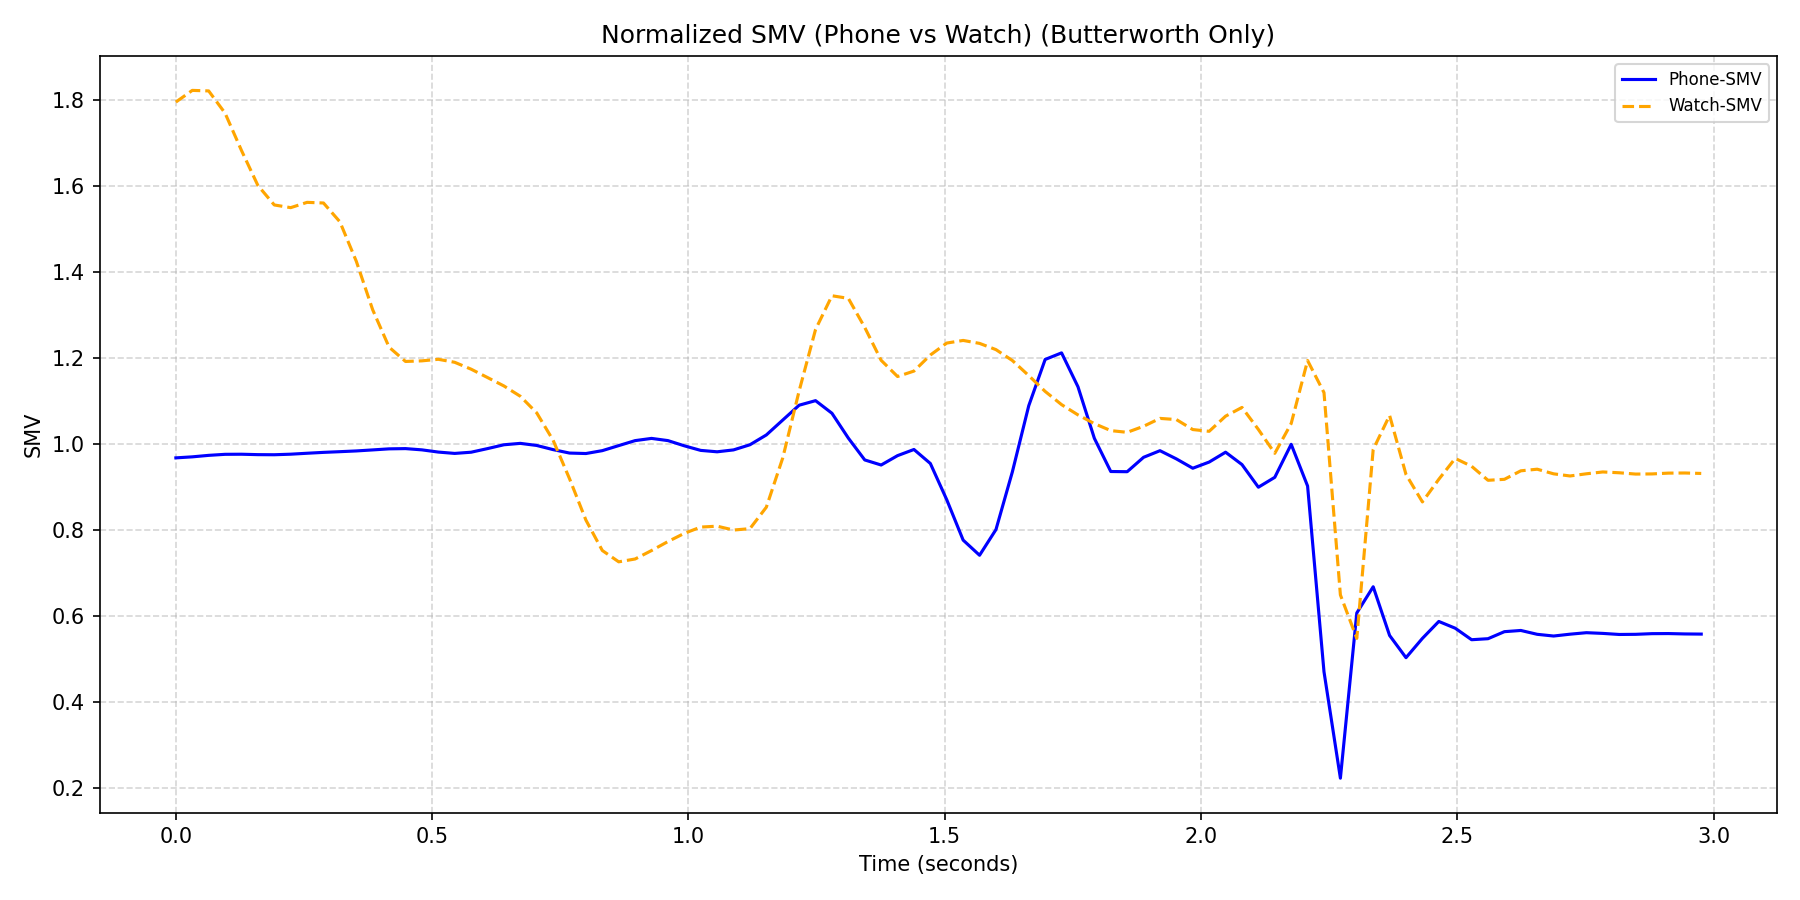 Normalized SMV (Phone vs Watch) (Butterworth Only)
Phone-SMV
Watch-SMV
SMV
1.8
1.6
1.4
1.2
1.0
0.8
0.6
0.4
0.2
0.0 0.5 1.0 1.5 2.0 2.5 3.0
Time (seconds)